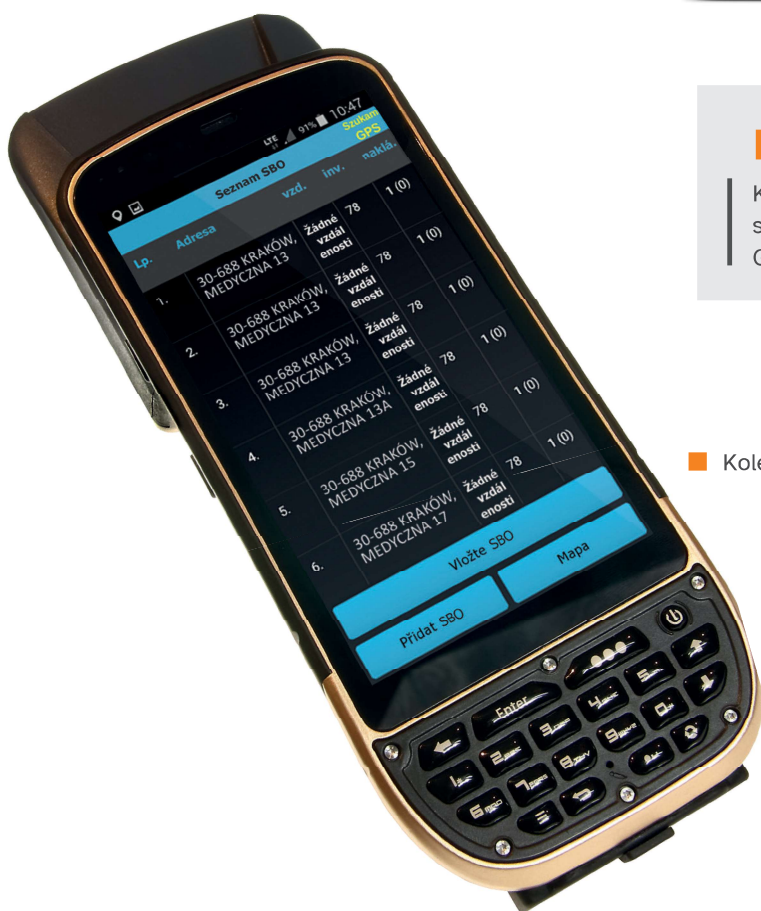 LTE 91% 10:47
Seznam SBO
Szukam
GPS
Lp. Adresa vzd. inv. naklá.
1. 30-688 KRAKÓW, MEDYCZNA 13 Žádné vzdál enosti 78 1 (0)
2. 30-688 KRAKÓW, MEDYCZNA 13 Žádné vzdál enosti 78 1 (0)
3. 30-688 KRAKÓW, MEDYCZNA 13 Žádné vzdál enosti 78 1 (0)
4. 30-688 KRAKÓW, MEDYCZNA 13A Žádné vzdál enosti 78 1 (0)
5. 30-688 KRAKÓW, MEDYCZNA 15 Žádné vzdál enosti 78 1 (0)
6. 30-688 KRAKÓW, MEDYCZNA 17 Žádné vzdál enosti 78 1 (0)
Vložte SBO
Přidat SBO
Mapa
Enter
K
s
C
Kole